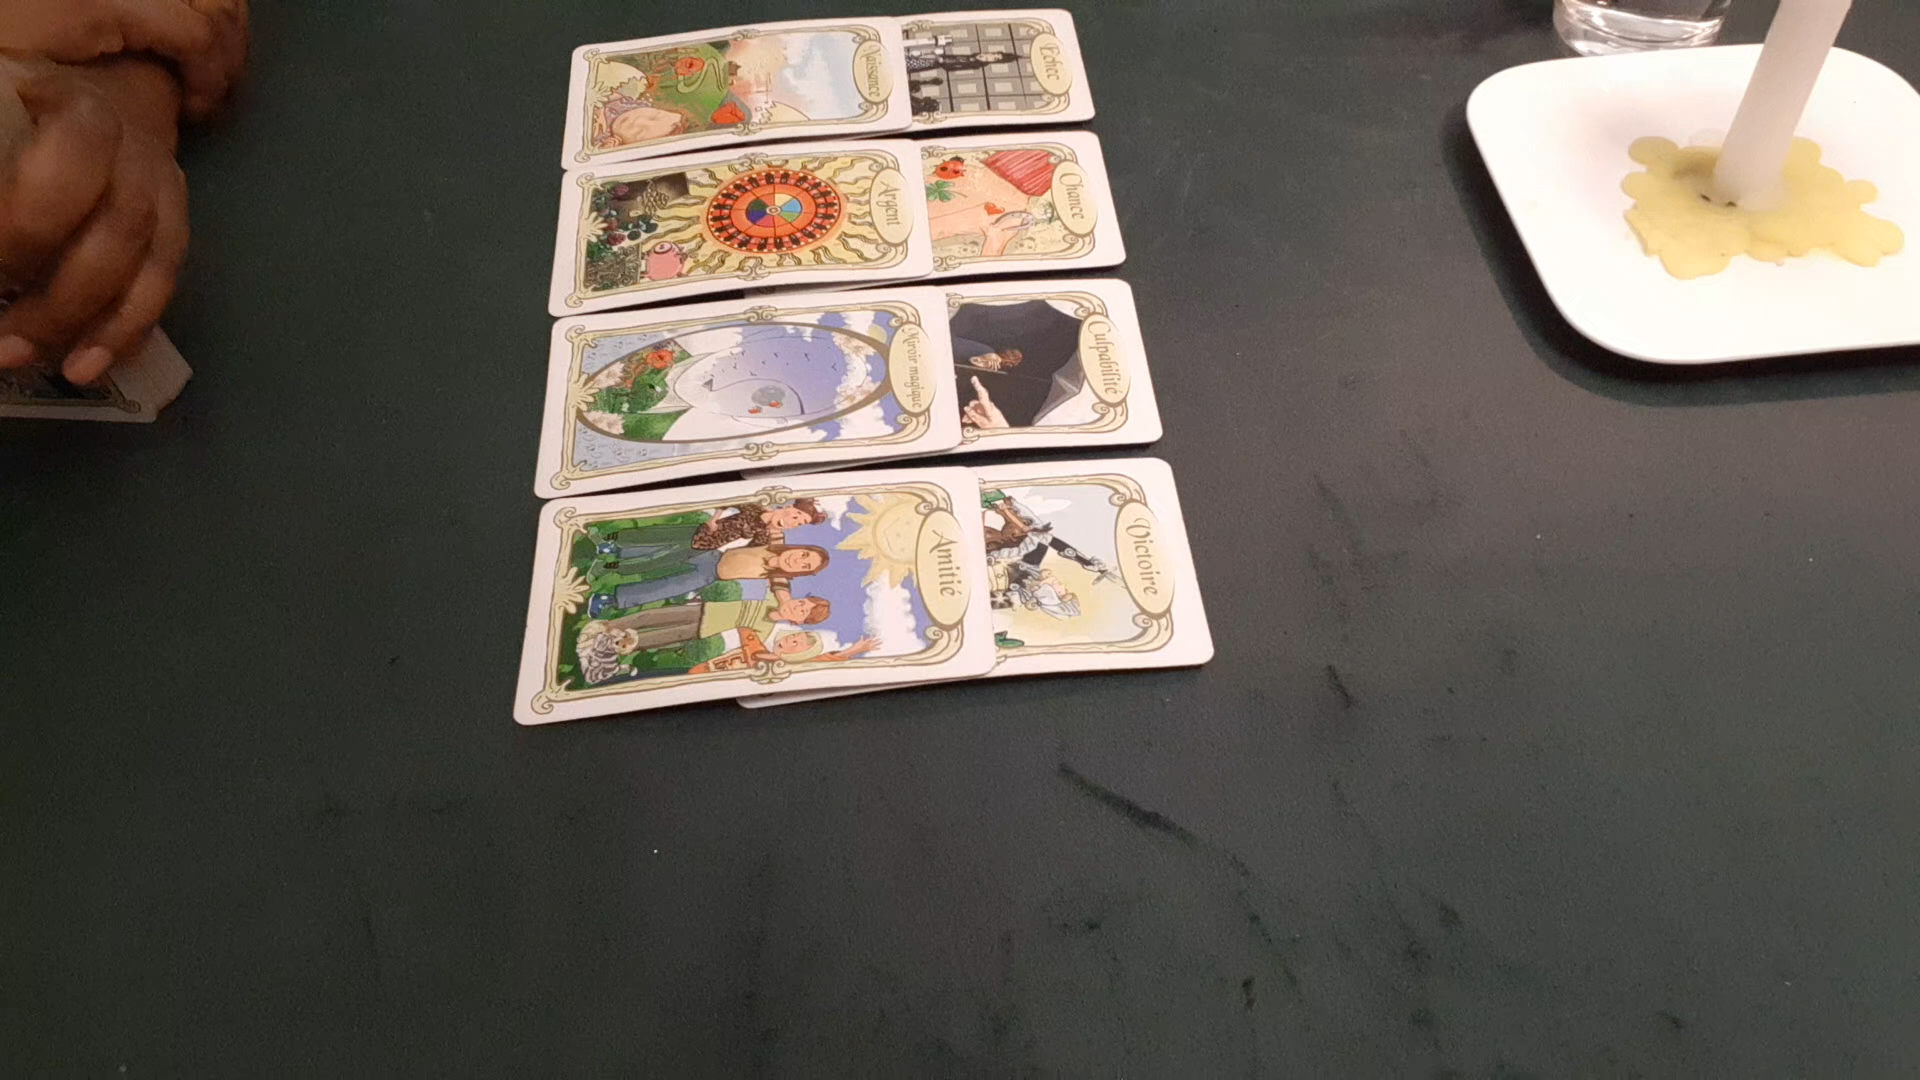 Naissance
Echec
Argent
Chance
Miroir magique
Culpabilité
Amitié
Victoire